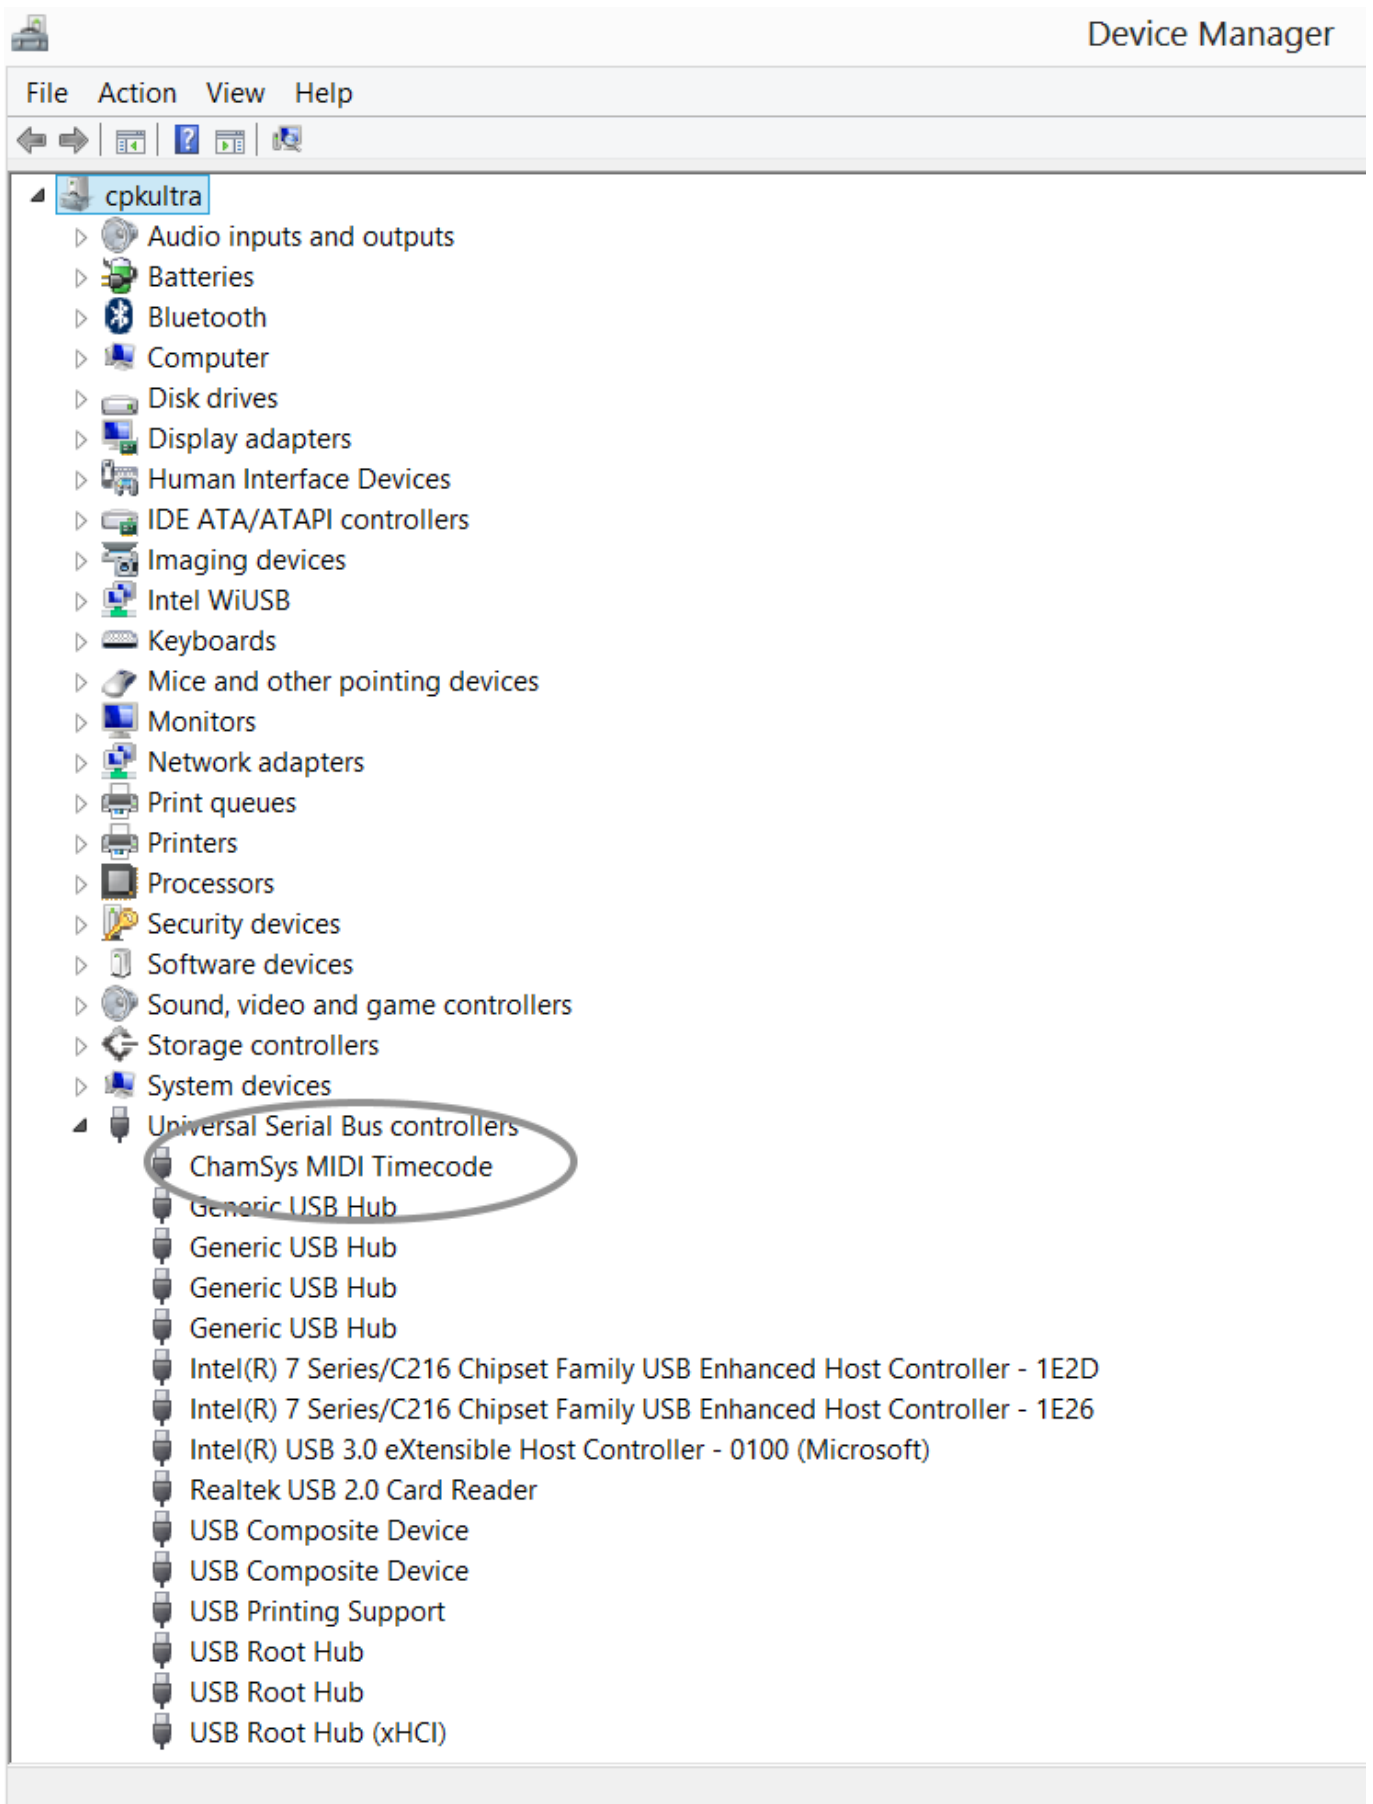 Device Manager
File Action View Help
cpkultra
Audio inputs and outputs
Batteries
Bluetooth
Computer
Disk drives
Display adapters
Human Interface Devices
IDE ATA/ATAPI controllers
Imaging devices
Intel WiUSB
Keyboards
Mice and other pointing devices
Monitors
Network adapters
Print queues
Printers
Processors
Security devices
Software devices
Sound, video and game controllers
Storage controllers
System devices
Universal Serial Bus controllers
ChamSys MIDI Timecode
Generic USB Hub
Generic USB Hub
Generic USB Hub
Generic USB Hub
Intel(R) 7 Series/C216 Chipset Family USB Enhanced Host Controller - 1E2D
Intel(R) 7 Series/C216 Chipset Family USB Enhanced Host Controller - 1E26
Intel(R) USB 3.0 eXtensible Host Controller - 0100 (Microsoft)
Realtek USB 2.0 Card Reader
USB Composite Device
USB Composite Device
USB Printing Support
USB Root Hub
USB Root Hub
USB Root Hub (xHCI)